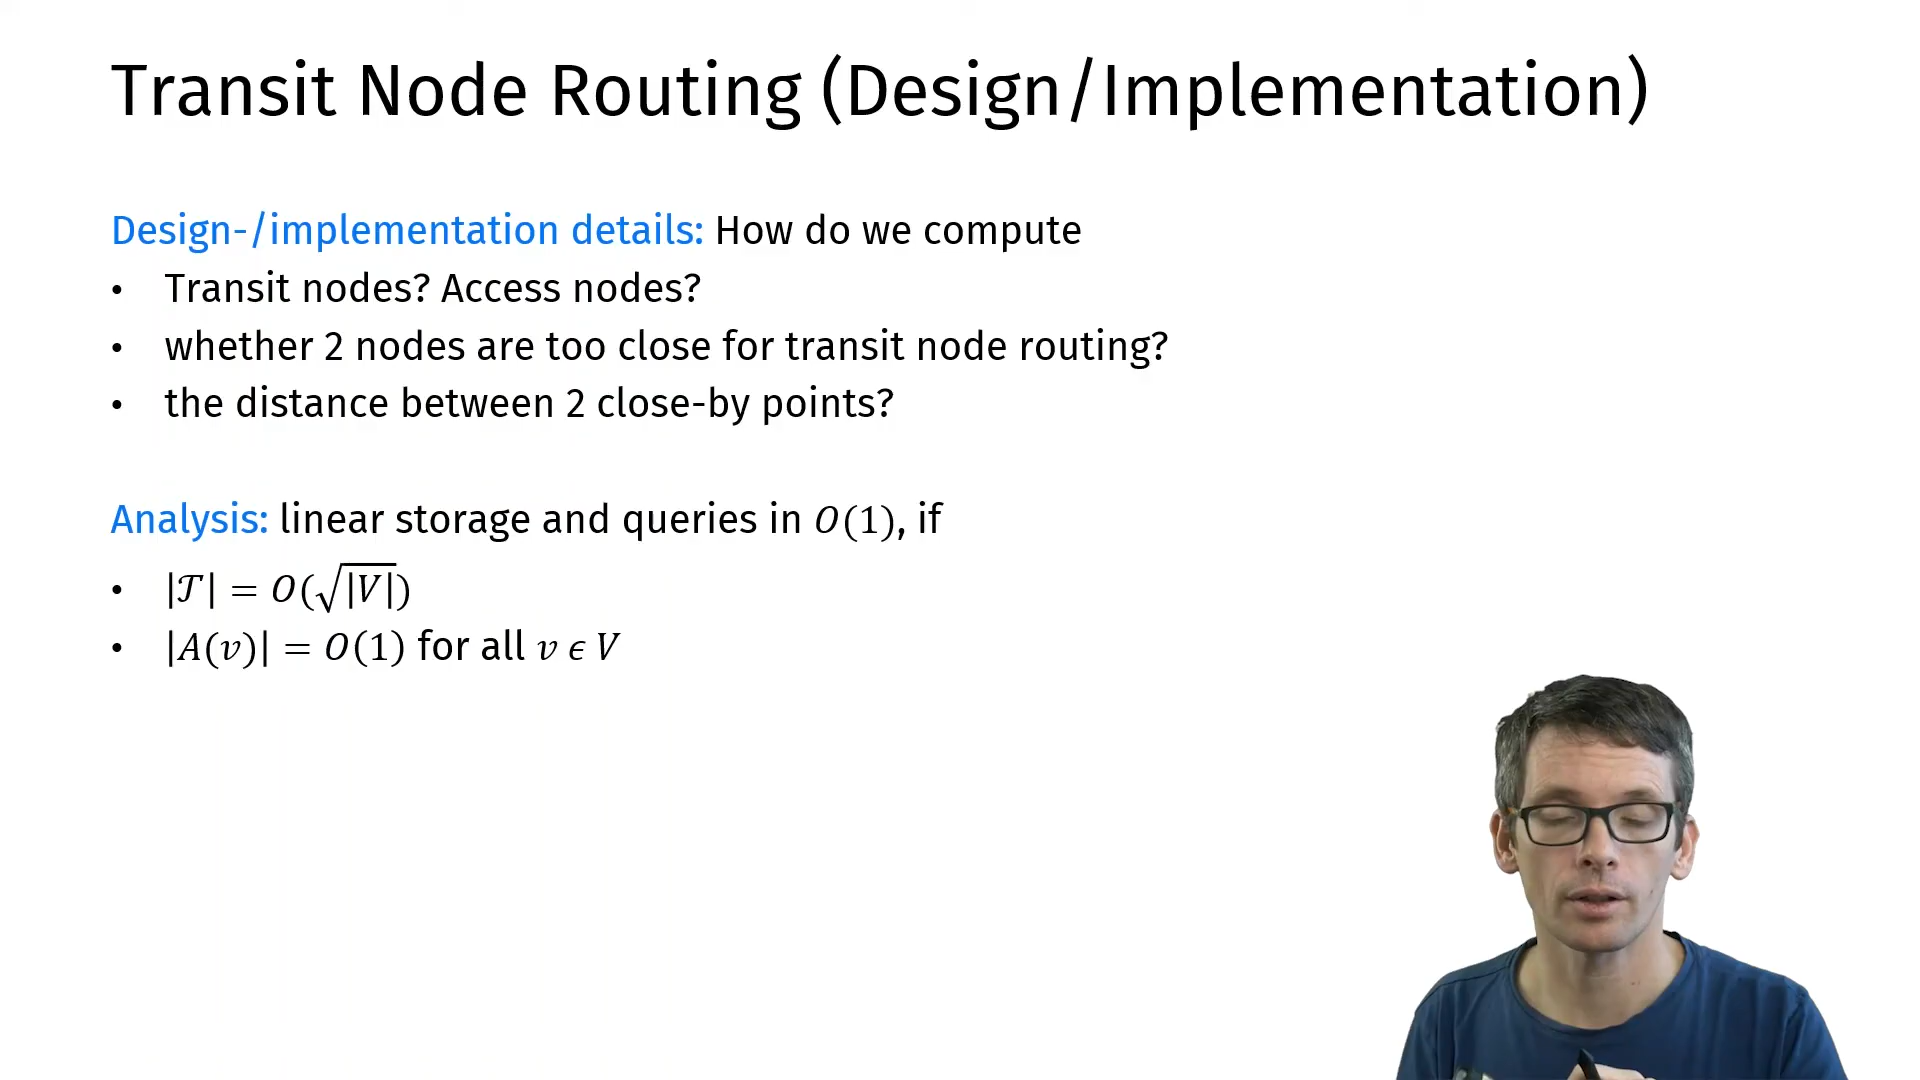 Transit Node Routing (Design/Implementation)
Design-/implementation details: How do we compute
• Transit nodes? Access nodes?
• whether 2 nodes are too close for transit node routing?
• the distance between 2 close-by points?
Analysis: linear storage and queries in O(1), if
• |𝒯| = O(√|V|)
• |A(v)| = O(1) for all v ϵ V